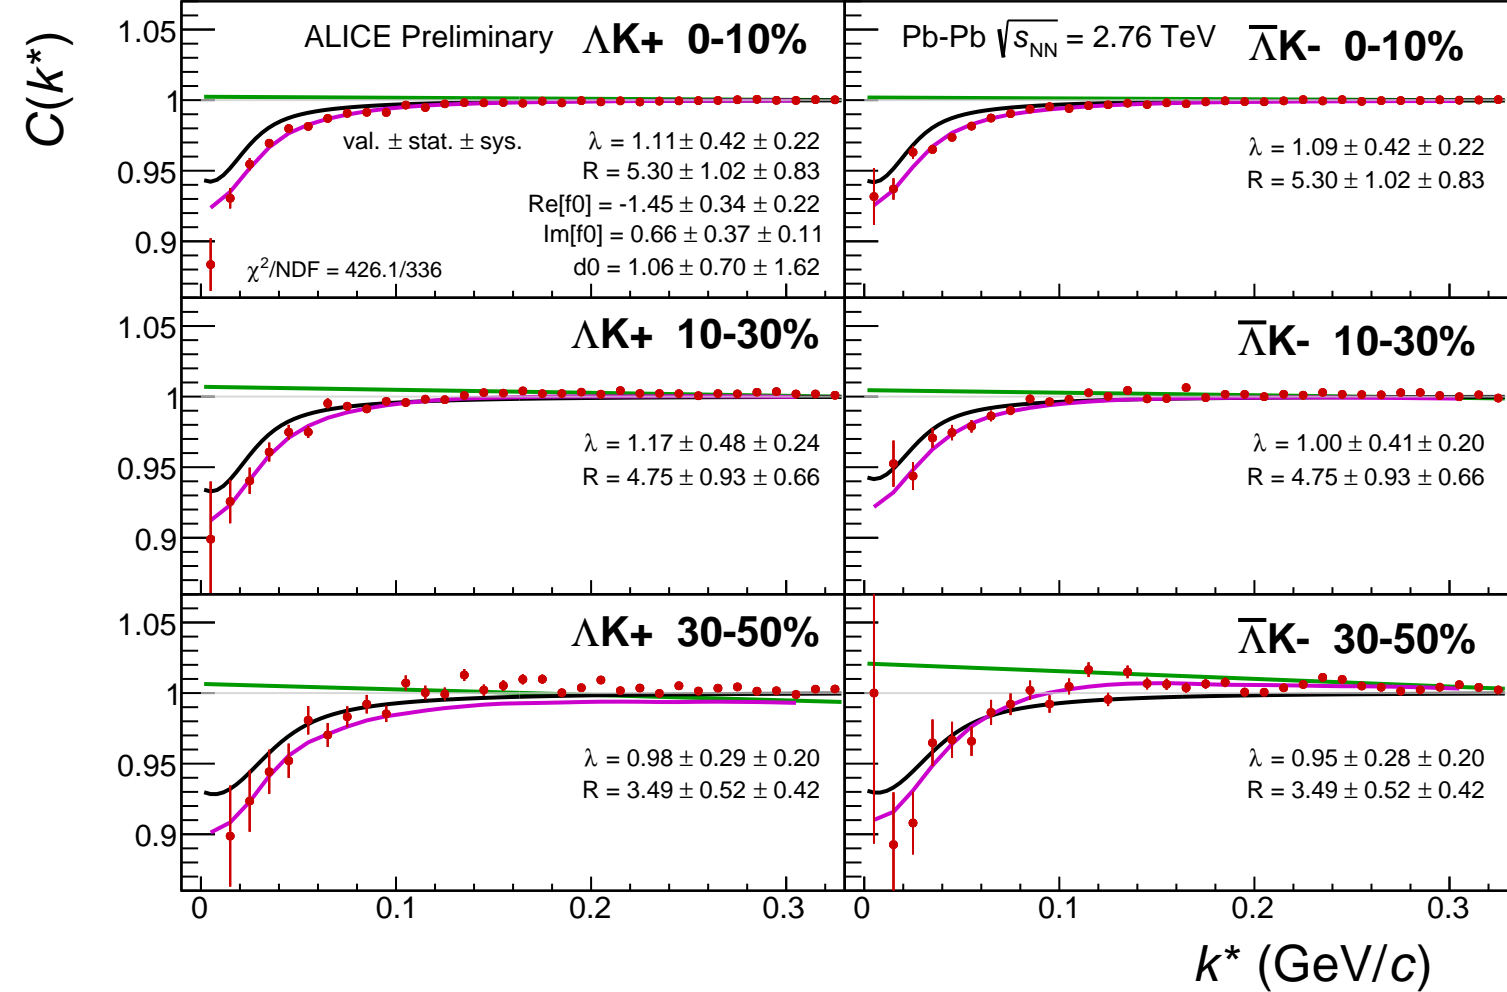 C(k*)
ALICE Preliminary ΛK+ 0-10%
1.05
1
0.95
0.9
val. ± stat. ± sys.
λ = 1.11 ± 0.42 ± 0.22
R = 5.30 ± 1.02 ± 0.83
Re[f0] = -1.45 ± 0.34 ± 0.22
Im[f0] = 0.66 ± 0.37 ± 0.11
d0 = 1.06 ± 0.70 ± 1.62
χ²/NDF = 426.1/336
Pb-Pb √sNN = 2.76 TeV Λ̅K- 0-10%
λ = 1.09 ± 0.42 ± 0.22
R = 5.30 ± 1.02 ± 0.83
ΛK+ 10-30%
1.05
1
0.95
0.9
λ = 1.17 ± 0.48 ± 0.24
R = 4.75 ± 0.93 ± 0.66
Λ̅K- 10-30%
λ = 1.00 ± 0.41 ± 0.20
R = 4.75 ± 0.93 ± 0.66
ΛK+ 30-50%
1.05
1
0.95
0.9
λ = 0.98 ± 0.29 ± 0.20
R = 3.49 ± 0.52 ± 0.42
Λ̅K- 30-50%
λ = 0.95 ± 0.28 ± 0.20
R = 3.49 ± 0.52 ± 0.42
0 0.1 0.2 0.3
0 0.1 0.2 0.3
k* (GeV/c)